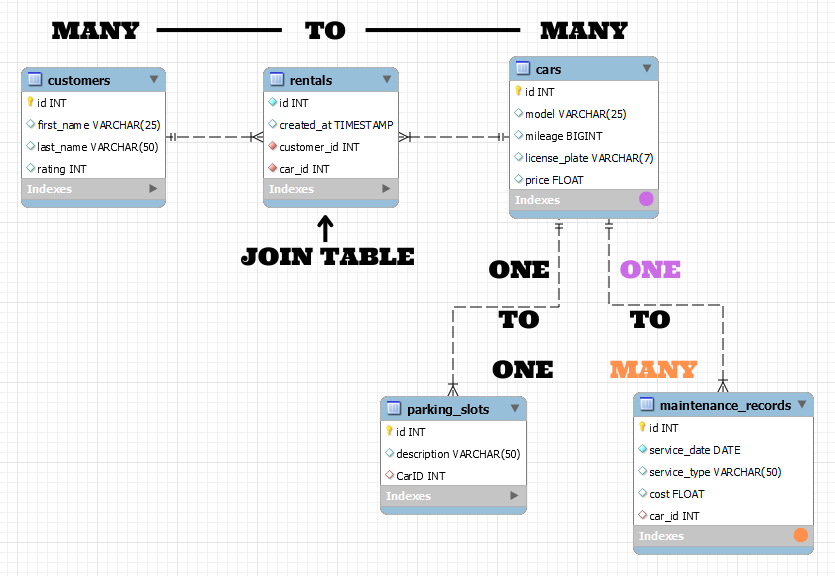 MANY TO MANY
customers
id INT
first_name VARCHAR(25)
last_name VARCHAR(50)
rating INT
Indexes
rentals
id INT
created_at TIMESTAMP
customer_id INT
car_id INT
Indexes
JOIN TABLE
cars
id INT
model VARCHAR(25)
mileage BIGINT
license_plate VARCHAR(7)
price FLOAT
Indexes
ONE
TO
ONE
ONE
TO
MANY
parking_slots
id INT
description VARCHAR(50)
CarID INT
Indexes
maintenance_records
id INT
service_date DATE
service_type VARCHAR(50)
cost FLOAT
car_id INT
Indexes